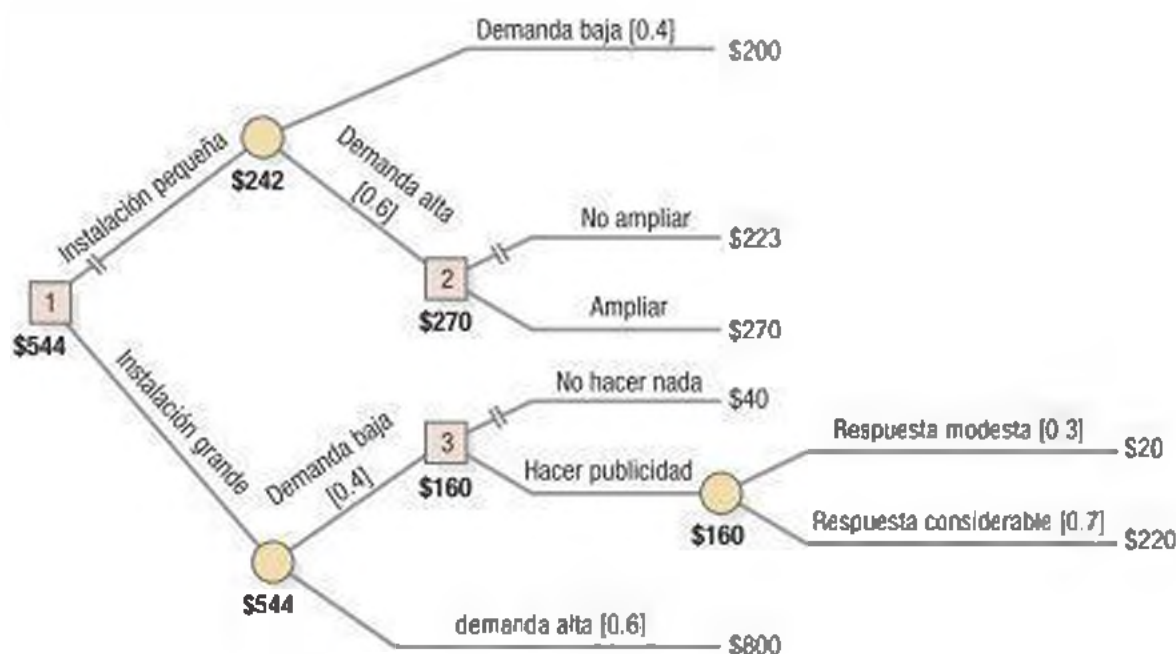 Demanda baja [0.4]
$200
Instalación pequeña
$242
Demanda alta
[0.6]
No ampliar
$223
1
$544
2
$270
Ampliar
$270
Instalación grande
No hacer nada
$40
Demanda baja
[0.4]
3
$160
Hacer publicidad
Respuesta modesta [0 3]
$20
$160
Respuesta considerable [0.7]
$220
$544
demanda alta [0.6]
$800